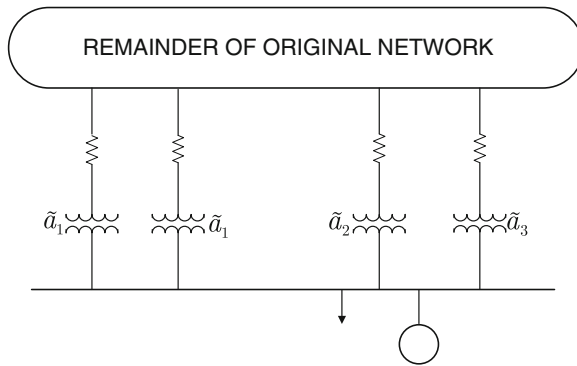 REMAINDER OF ORIGINAL NETWORK
ã₁ ã₁ ã₂ ã₃